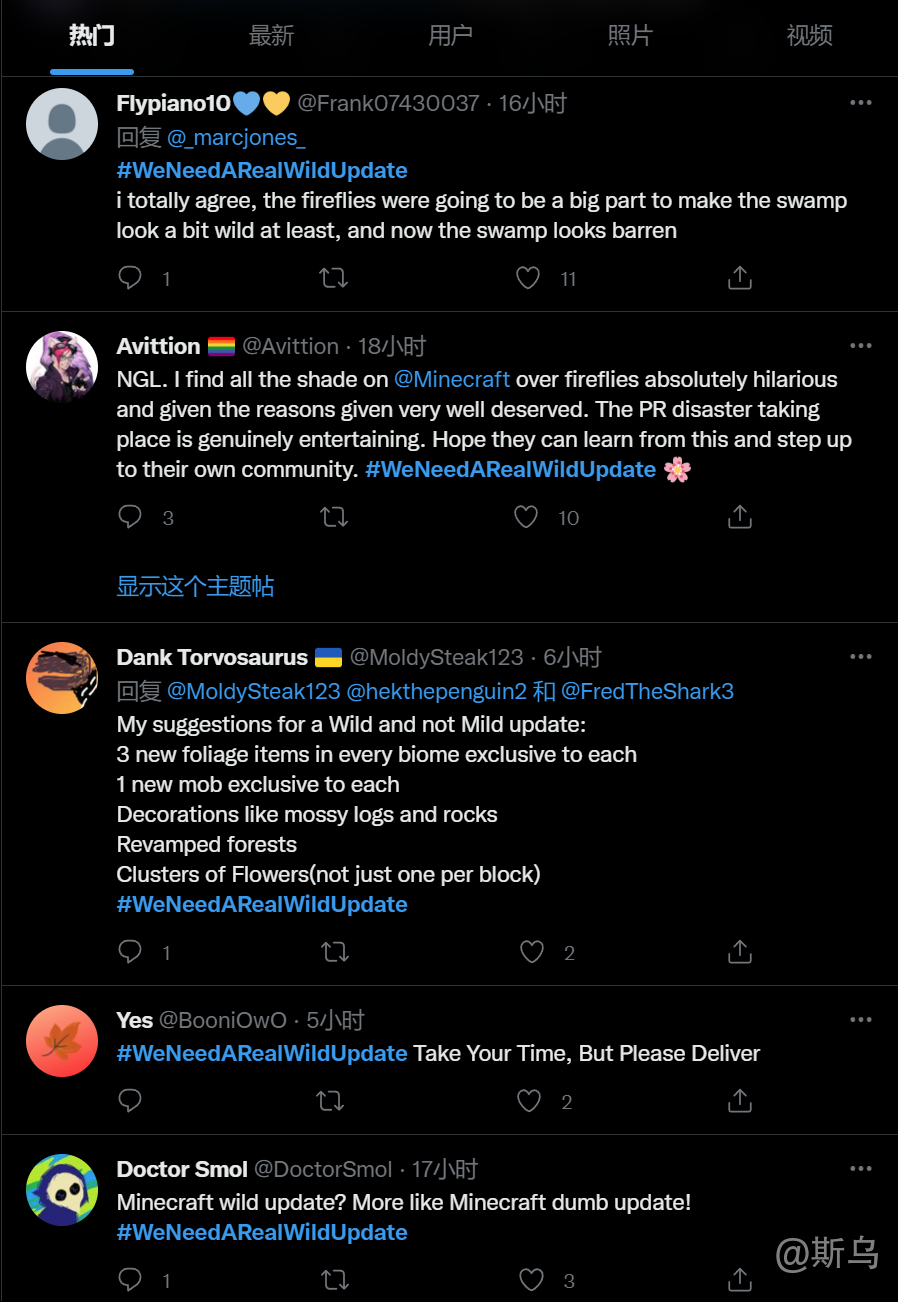 热门 最新 用户 照片 视频
Flypiano10💙💛 @Frank07430037 · 16小时
回复 @_marcjones_
#WeNeedARealWildUpdate
i totally agree, the fireflies were going to be a big part to make the swamp
look a bit wild at least, and now the swamp looks barren
1 11
Avittion 🏳️‍🌈 @Avittion · 18小时
NGL. I find all the shade on @Minecraft over fireflies absolutely hilarious
and given the reasons given very well deserved. The PR disaster taking
place is genuinely entertaining. Hope they can learn from this and step up
to their own community. #WeNeedARealWildUpdate 🌸
3 10
显示这个主题帖
Dank Torvosaurus 🇺🇦 @MoldySteak123 · 6小时
回复 @MoldySteak123 @hekthepenguin2 和 @FredTheShark3
My suggestions for a Wild and not Mild update:
3 new foliage items in every biome exclusive to each
1 new mob exclusive to each
Decorations like mossy logs and rocks
Revamped forests
Clusters of Flowers(not just one per block)
#WeNeedARealWildUpdate
1 2
Yes @BooniOwO · 5小时
#WeNeedARealWildUpdate Take Your Time, But Please Deliver
2
Doctor Smol @DoctorSmol · 17小时
Minecraft wild update? More like Minecraft dumb update!
#WeNeedARealWildUpdate
@斯乌
1 3